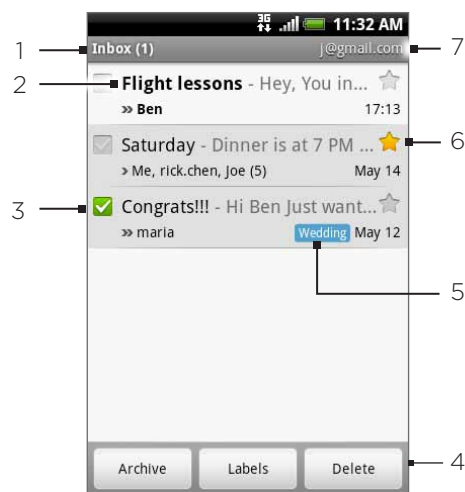 3G 11:32 AM
1 Inbox (1) j@gmail.com 7
2 Flight lessons - Hey, You in...
» Ben 17:13
Saturday - Dinner is at 7 PM ... 6
› Me, rick.chen, Joe (5) May 14
3 Congrats!!! - Hi Ben Just want...
» maria Wedding May 12
5
Archive Labels Delete 4